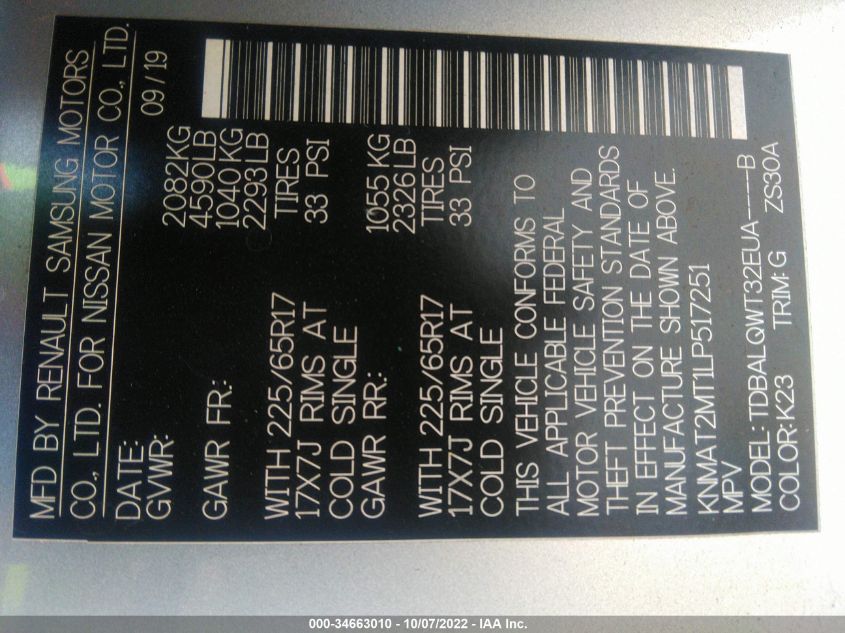 MFD BY RENAULT SAMSUNG MOTORS
CO., LTD. FOR NISSAN MOTOR CO., LTD.
DATE: 09/19
GVWR: 2082KG
4590LB
GAWR FR.: 1040 KG
2293LB
WITH 225/65R17 TIRES
17X7J RIMS AT 33 PSI
COLD SINGLE
GAWR RR.: 1055 KG
2326LB
WITH 225/65R17 TIRES
17X7J RIMS AT 33 PSI
COLD SINGLE
THIS VEHICLE CONFORMS TO
ALL APPLICABLE FEDERAL
MOTOR VEHICLE SAFETY AND
THEFT PREVENTION STANDARDS
IN EFFECT ON THE DATE OF
MANUFACTURE SHOWN ABOVE.
KNMAT2MT1LP517251
MPV
MODEL: TDBALQWT32EUA----B
COLOR:K23 TRIM:G ZS30A
000-34663010 - 10/07/2022 - IAA Inc.